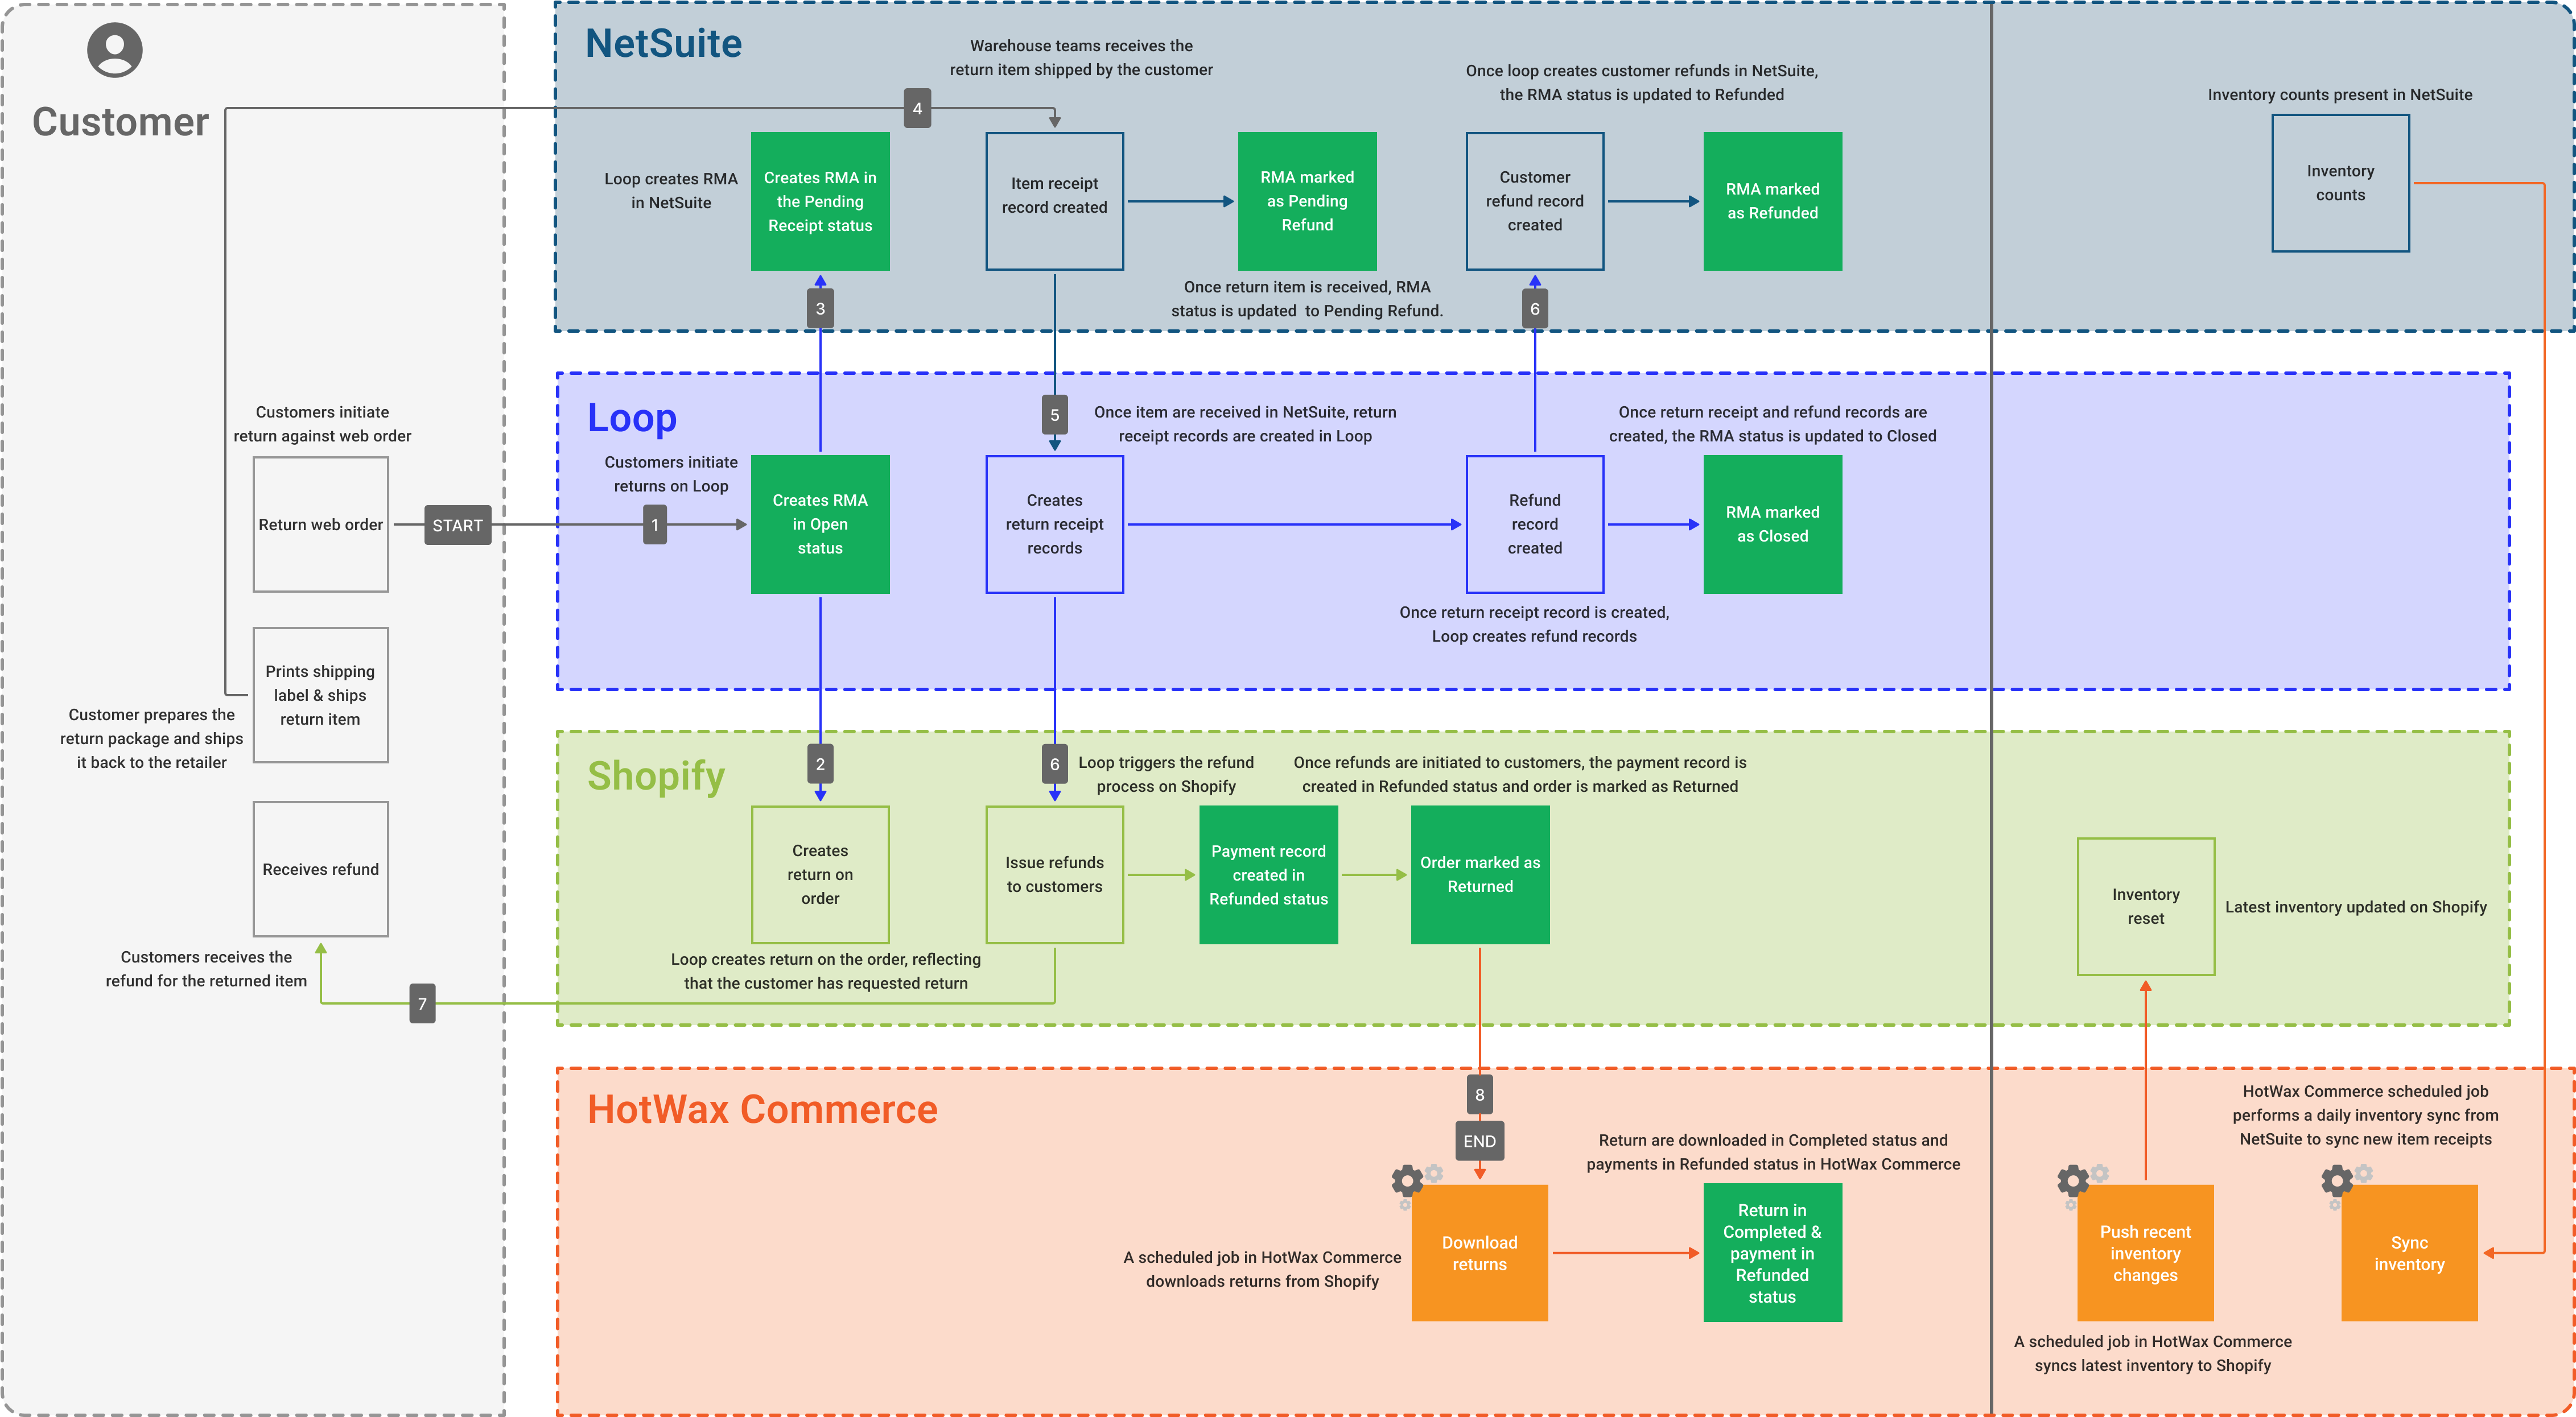 Customer
Customers initiate
return against web order
Return web order
START
Prints shipping
label & ships
return item
Customer prepares the
return package and ships
it back to the retailer
Receives refund
Customers receives the
refund for the returned item
7
NetSuite
Warehouse teams receives the
return item shipped by the customer
4
Loop creates RMA
in NetSuite
Creates RMA in
the Pending
Receipt status
3
Item receipt
record created
RMA marked
as Pending
Refund
Once return item is received, RMA
status is updated  to Pending Refund.
Once loop creates customer refunds in NetSuite,
the RMA status is updated to Refunded
Customer
refund record
created
6
RMA marked
as Refunded
Inventory counts present in NetSuite
Inventory
counts
Loop
Customers initiate
returns on Loop
1
Creates RMA
in Open
status
5
Once item are received in NetSuite, return
receipt records are created in Loop
Creates
return receipt
records
Refund
record
created
Once return receipt record is created,
Loop creates refund records
Once return receipt and refund records are
created, the RMA status is updated to Closed
RMA marked
as Closed
Shopify
2
Creates
return on
order
Loop creates return on the order, reflecting
that the customer has requested return
6
Loop triggers the refund
process on Shopify
Issue refunds
to customers
Once refunds are initiated to customers, the payment record is
created in Refunded status and order is marked as Returned
Payment record
created in
Refunded status
Order marked as
Returned
Inventory
reset
Latest inventory updated on Shopify
HotWax Commerce
8
END
A scheduled job in HotWax Commerce
downloads returns from Shopify
Download
returns
Return are downloaded in Completed status and
payments in Refunded status in HotWax Commerce
Return in
Completed &
payment in
Refunded
status
Push recent
inventory
changes
A scheduled job in HotWax Commerce
syncs latest inventory to Shopify
HotWax Commerce scheduled job
performs a daily inventory sync from
NetSuite to sync new item receipts
Sync
inventory